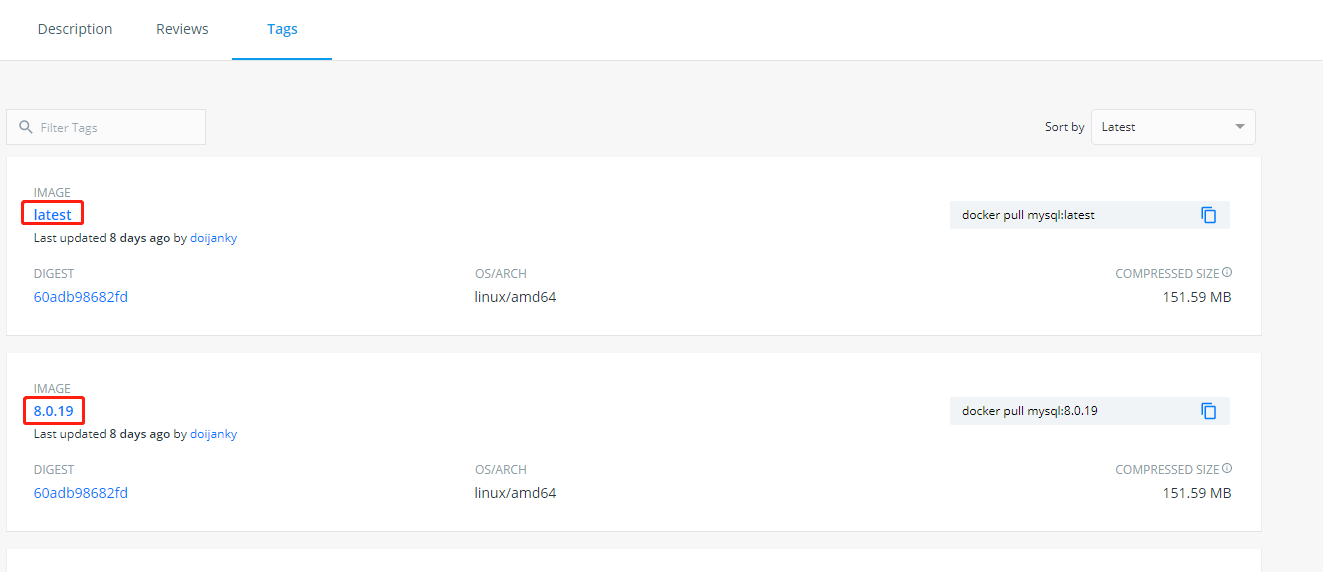 Description Reviews Tags
Filter Tags Sort by Latest
IMAGE
latest docker pull mysql:latest
Last updated 8 days ago by doijanky
DIGEST OS/ARCH COMPRESSED SIZE
60adb98682fd linux/amd64 151.59 MB
IMAGE
8.0.19 docker pull mysql:8.0.19
Last updated 8 days ago by doijanky
DIGEST OS/ARCH COMPRESSED SIZE
60adb98682fd linux/amd64 151.59 MB